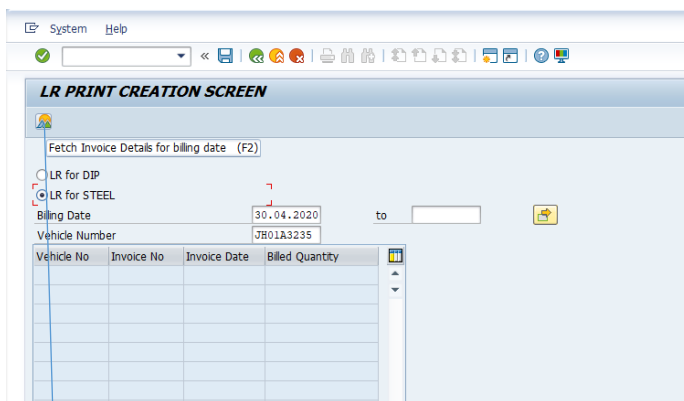 System Help
«
LR PRINT CREATION SCREEN
Fetch Invoice Details for billing date (F2)
LR for DIP
LR for STEEL
Biling Date 30.04.2020 to
Vehicle Number JH01A3235
Vehicle No Invoice No Invoice Date Billed Quantity